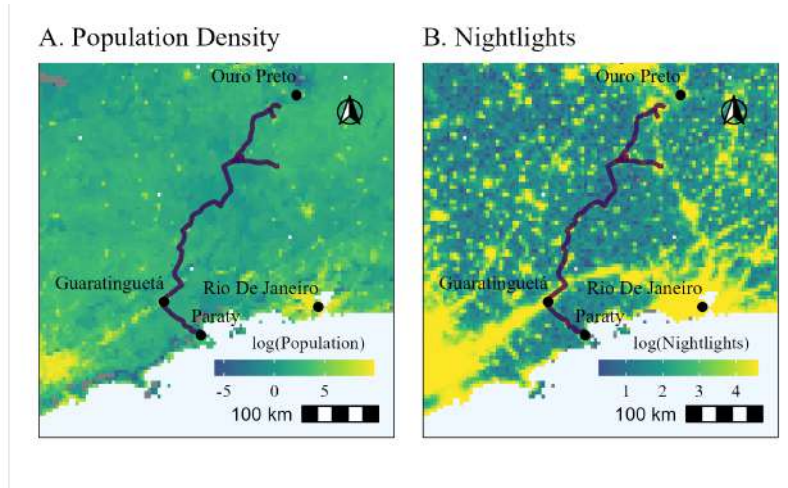 A. Population Density
Ouro Preto
Guaratinguetá
Rio De Janeiro
Paraty
log(Population)
-5 0 5
100 km
B. Nightlights
Ouro Preto
Guaratinguetá
Rio De Janeiro
Paraty
log(Nightlights)
1 2 3 4
100 km